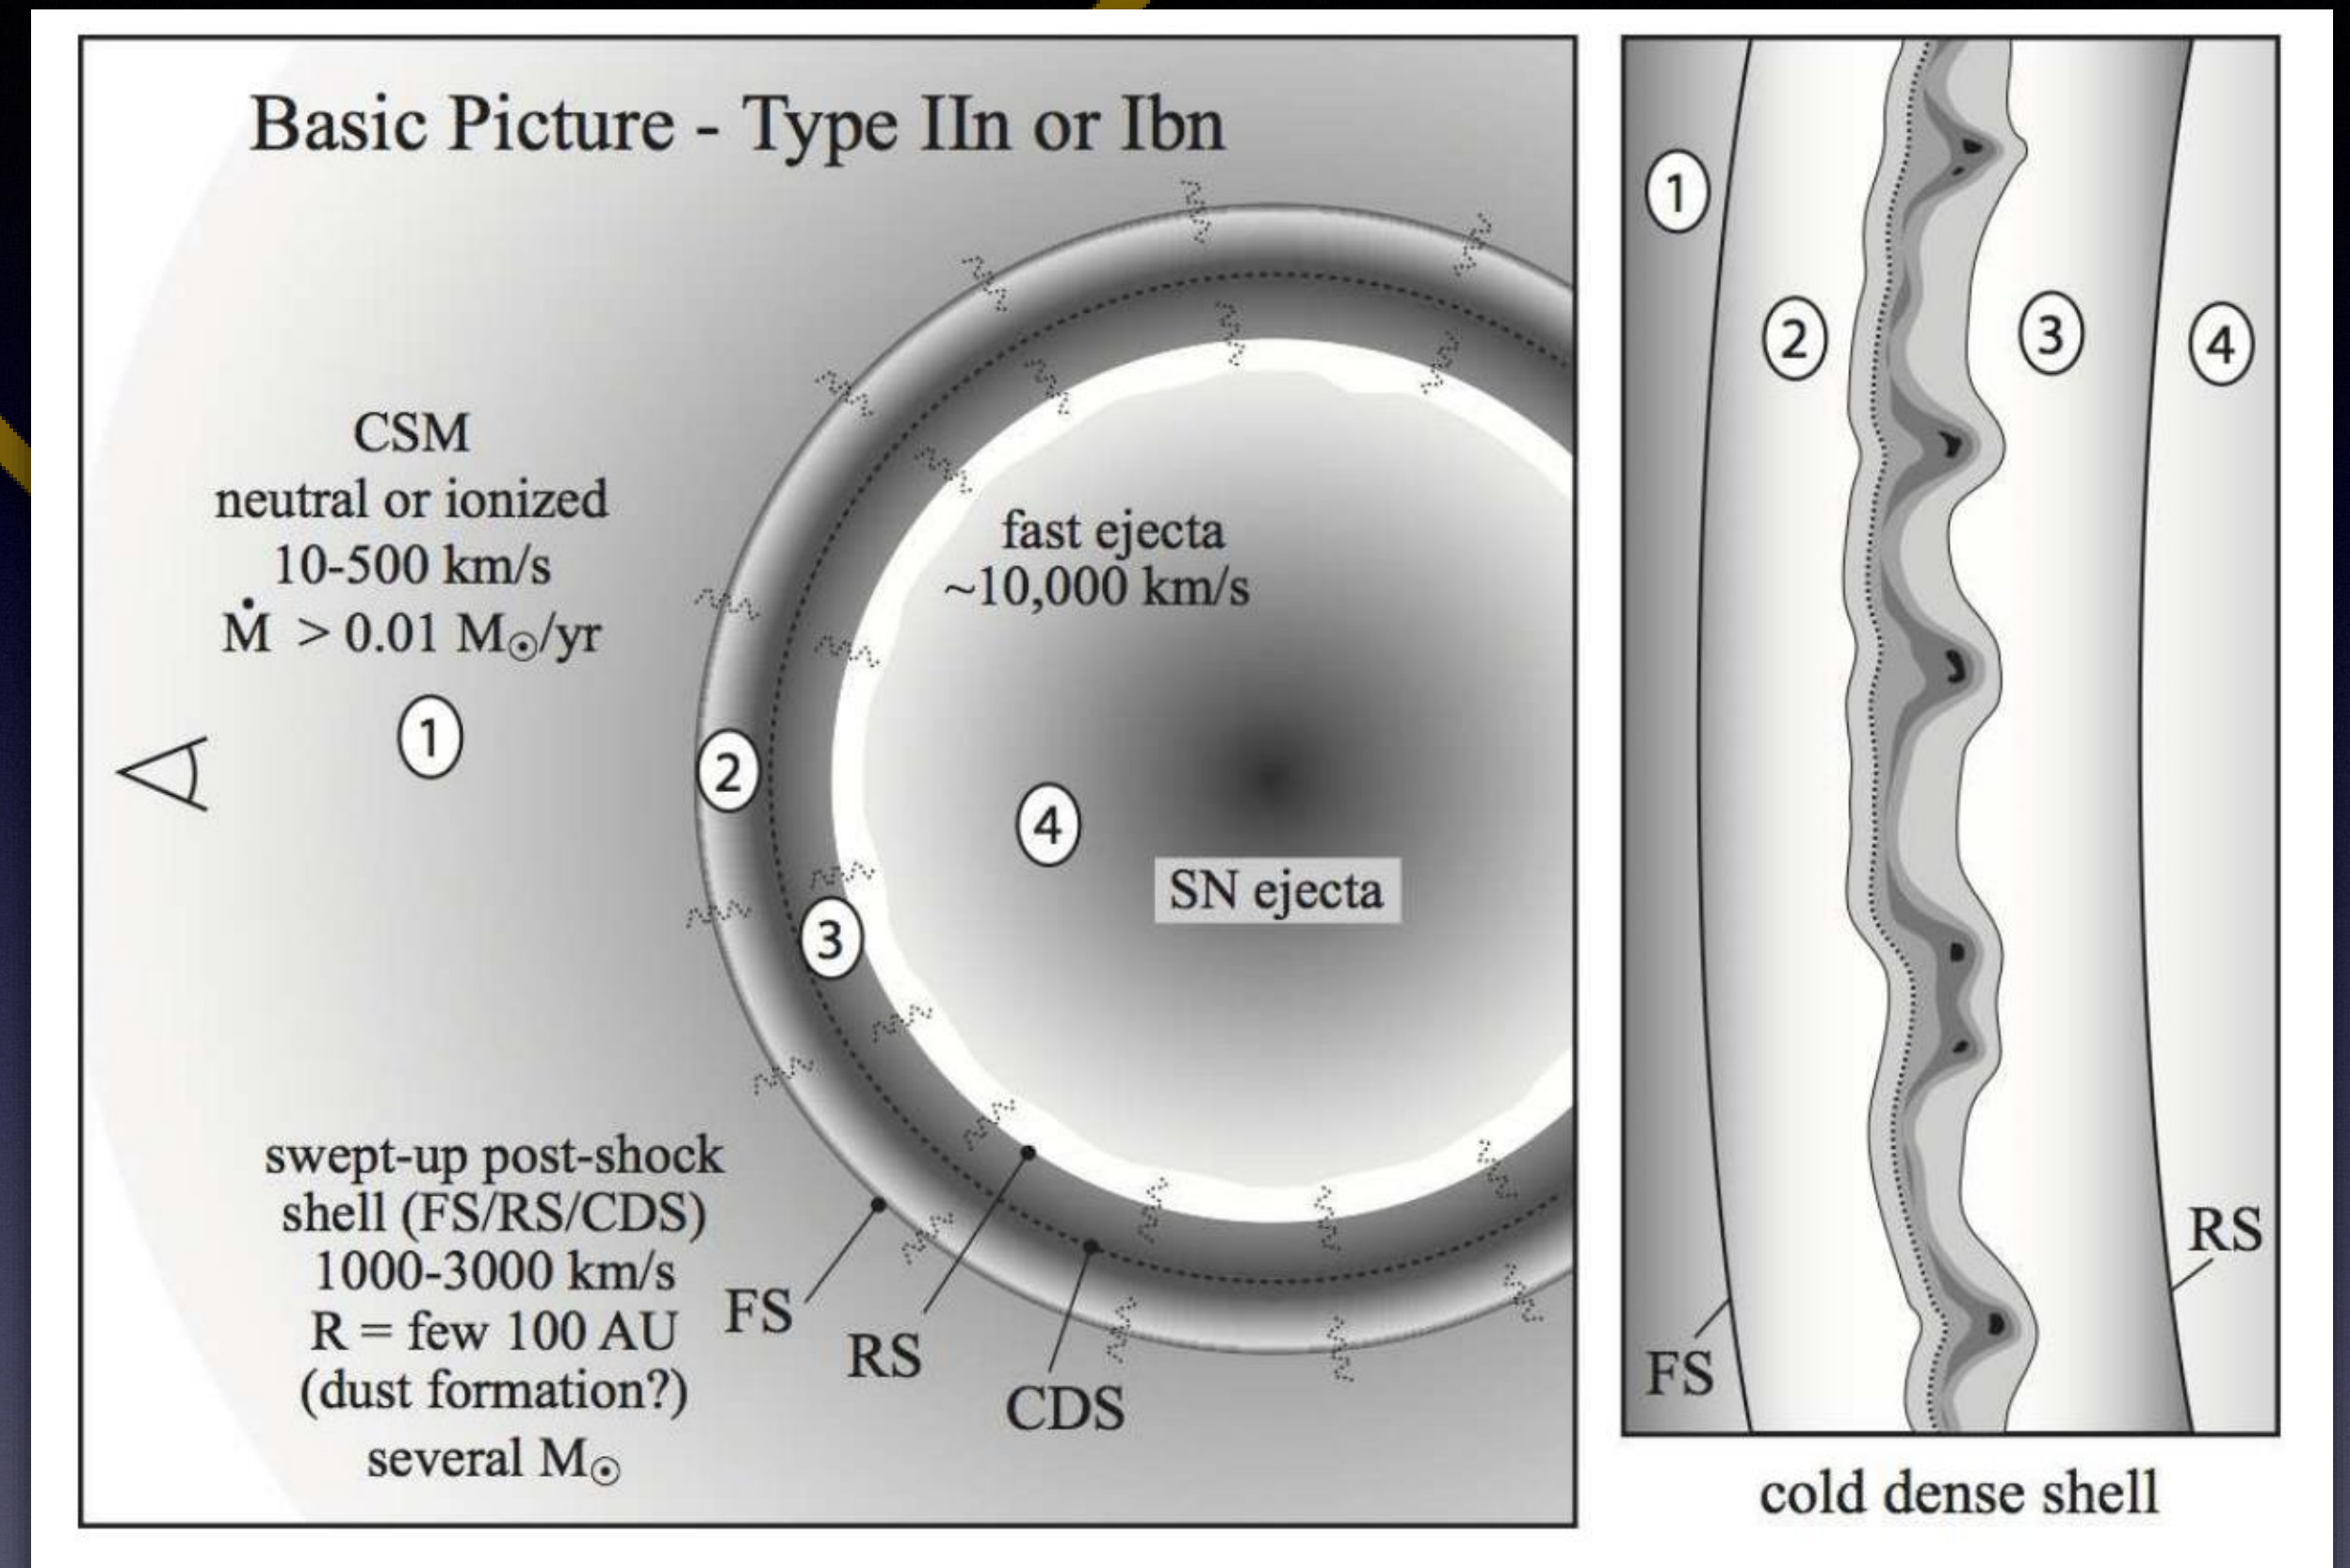 Basic Picture - Type IIn or Ibn
CSM
neutral or ionized
10-500 km/s
Ṁ > 0.01 M☉/yr
1
2
3
4
fast ejecta
~10,000 km/s
SN ejecta
swept-up post-shock
shell (FS/RS/CDS)
1000-3000 km/s
R = few 100 AU
(dust formation?)
several M☉
FS
RS
CDS
1
2
3
4
RS
FS
cold dense shell